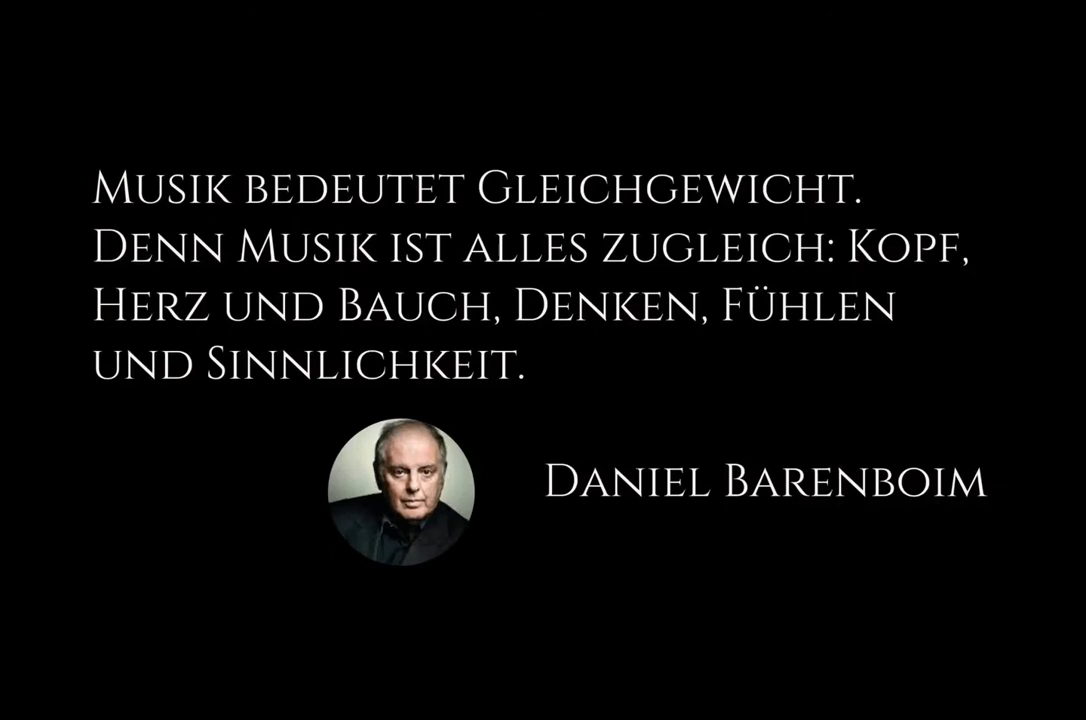 Musik bedeutet Gleichgewicht.
Denn Musik ist alles zugleich: Kopf,
Herz und Bauch, Denken, Fühlen
und Sinnlichkeit.
Daniel Barenboim